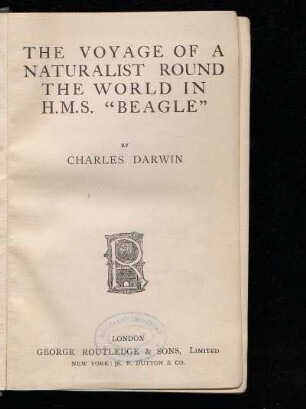 THE VOYAGE OF A
NATURALIST ROUND
THE WORLD IN
H.M.S. “BEAGLE”
BY
CHARLES DARWIN
R
LONDON
GEORGE ROUTLEDGE & SONS, LIMITED
NEW YORK: E. P. DUTTON & CO.